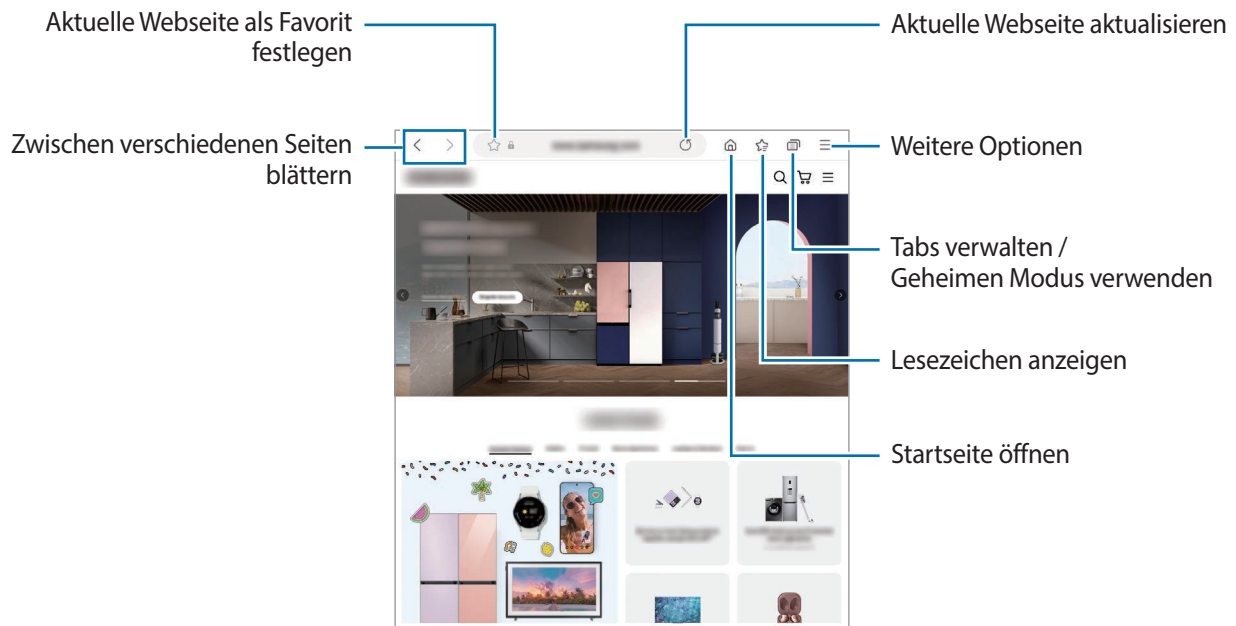 Aktuelle Webseite als Favorit
festlegen
Aktuelle Webseite aktualisieren
Zwischen verschiedenen Seiten
blättern
Weitere Optionen
Tabs verwalten /
Geheimen Modus verwenden
Lesezeichen anzeigen
Startseite öffnen